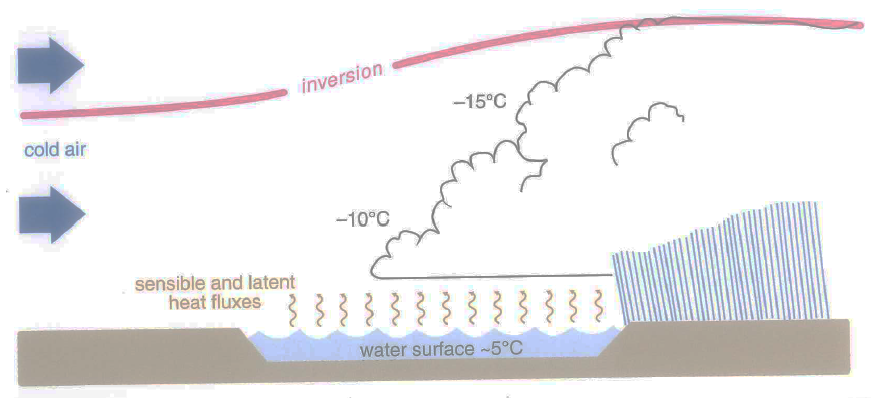 inversion
−15°C
cold air
−10°C
sensible and latent
heat fluxes
water surface ~5°C